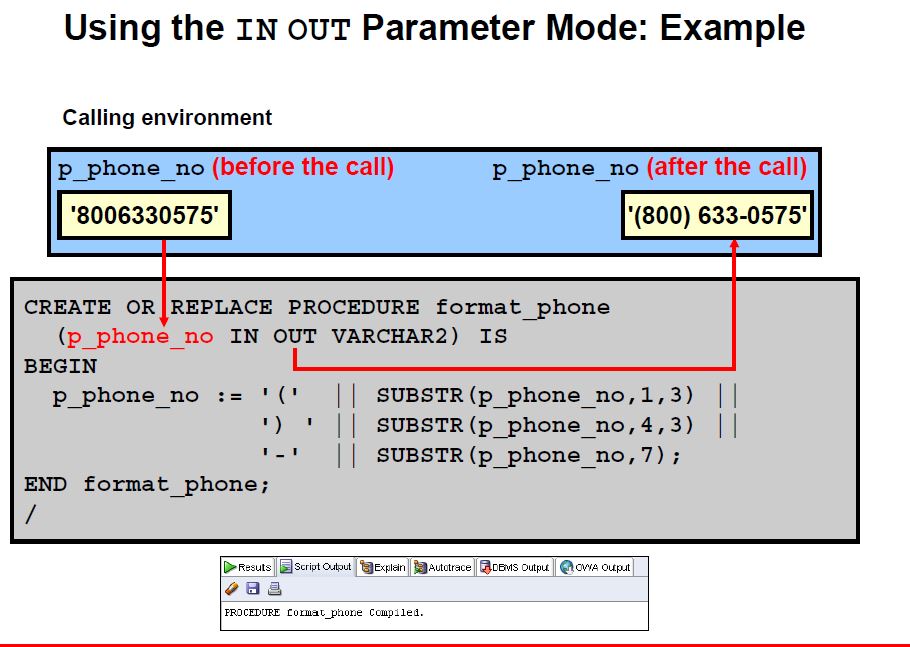 Using the IN OUT Parameter Mode: Example
Calling environment
p_phone_no (before the call) p_phone_no (after the call)
'8006330575' '(800) 633-0575'
CREATE OR REPLACE PROCEDURE format_phone
(p_phone_no IN OUT VARCHAR2) IS
BEGIN
p_phone_no := '(' || SUBSTR(p_phone_no,1,3) ||
') ' || SUBSTR(p_phone_no,4,3) ||
'-' || SUBSTR(p_phone_no,7);
END format_phone;
/
Results Script Output Explain Autotrace DBMS Output OWA Output
PROCEDURE format_phone Compiled.